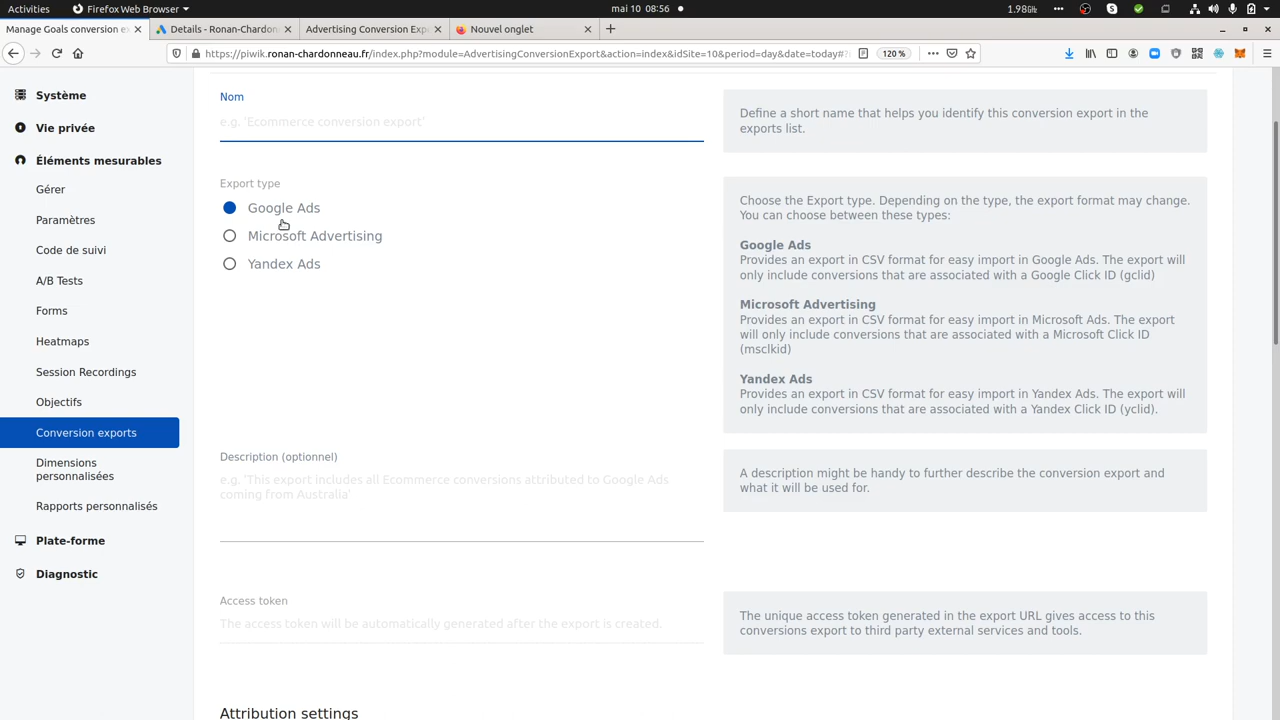 Activities
Firefox Web Browser
mai 10 08:56
1.98GiB
Manage Goals conversion e
Details - Ronan-Chardon
Advertising Conversion Exp
Nouvel onglet
https://piwik.ronan-chardonneau.fr/index.php?module=AdvertisingConversionExport&action=index&idSite=10&period=day&date=today#?
120 %
Système
Vie privée
Éléments mesurables
Gérer
Paramètres
Code de suivi
A/B Tests
Forms
Heatmaps
Session Recordings
Objectifs
Conversion exports
Dimensions
personnalisées
Rapports personnalisés
Plate-forme
Diagnostic
Nom
e.g. 'Ecommerce conversion export'
Define a short name that helps you identify this conversion export in the
exports list.
Export type
Google Ads
Microsoft Advertising
Yandex Ads
Choose the Export type. Depending on the type, the export format may change.
You can choose between these types:
Google Ads
Provides an export in CSV format for easy import in Google Ads. The export will
only include conversions that are associated with a Google Click ID (gclid)
Microsoft Advertising
Provides an export in CSV format for easy import in Microsoft Ads. The export
will only include conversions that are associated with a Microsoft Click ID
(msclkid)
Yandex Ads
Provides an export in CSV format for easy import in Yandex Ads. The export will
only include conversions that are associated with a Yandex Click ID (yclid).
Description (optionnel)
e.g. 'This export includes all Ecommerce conversions attributed to Google Ads
coming from Australia'
A description might be handy to further describe the conversion export and
what it will be used for.
Access token
The access token will be automatically generated after the export is created.
The unique access token generated in the export URL gives access to this
conversions export to third party external services and tools.
Attribution settings